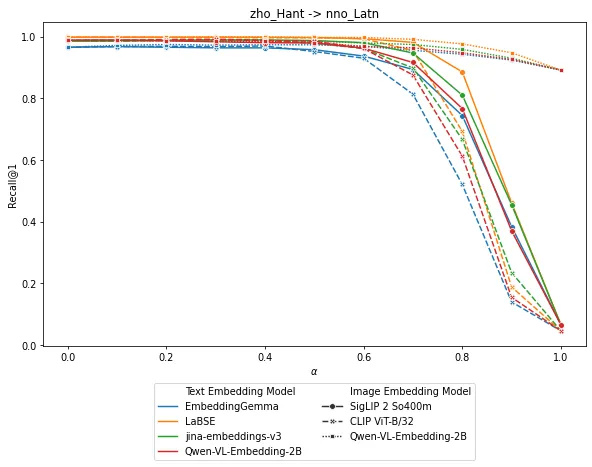 zho_Hant -> nno_Latn
1.0
0.8
0.6
0.4
0.2
0.0
Recall@1
0.0 0.2 0.4 0.6 0.8 1.0
α
Text Embedding Model
EmbeddingGemma
LaBSE
jina-embeddings-v3
Qwen-VL-Embedding-2B
Image Embedding Model
SigLIP 2 So400m
CLIP ViT-B/32
Qwen-VL-Embedding-2B